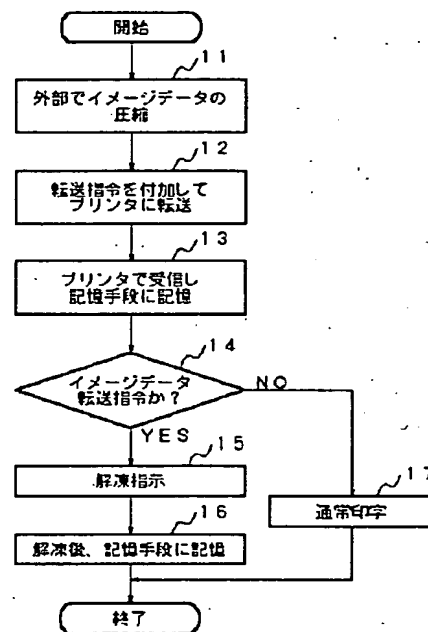 開始
11
外部でイメージデータの
圧縮
12
転送指令を付加して
プリンタに転送
13
プリンタで受信し
記憶手段に記憶
14
イメージデータ
転送指令か？
NO
YES
15
解凍指示
17
通常印字
16
解凍後、記憶手段に記憶
終了